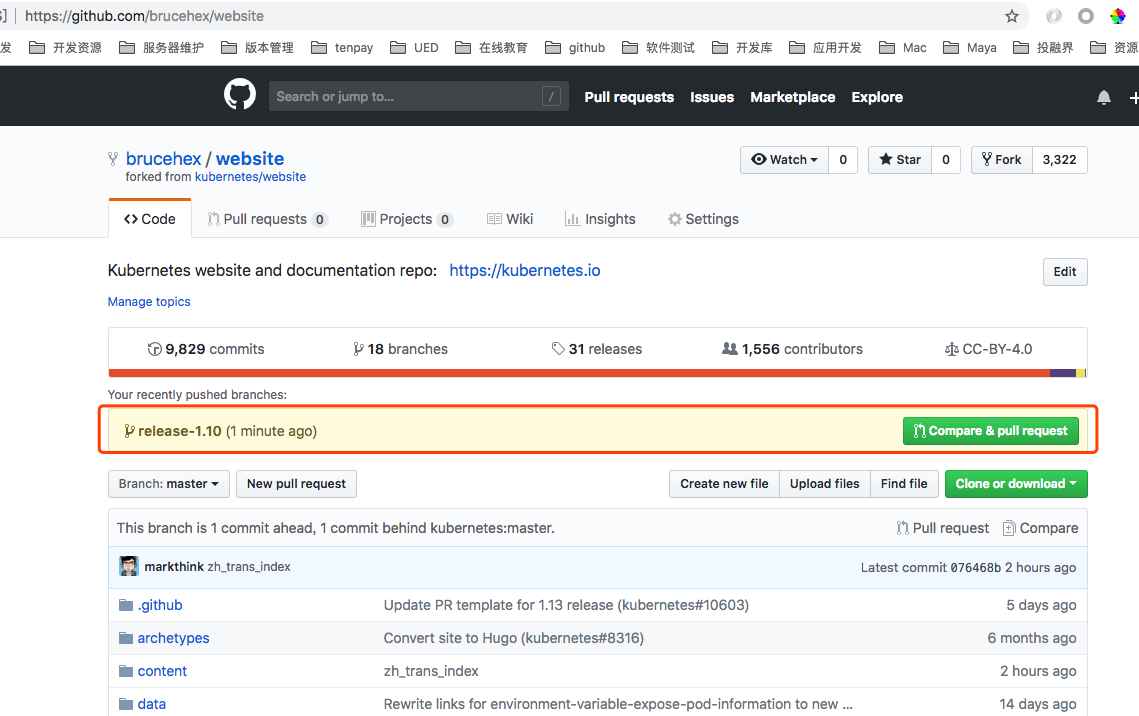 https://github.com/brucehex/website
发 开发资源 服务器维护 版本管理 tenpay UED 在线教育 github 软件测试 开发库 应用开发 Mac Maya 投融界 资源
Search or jump to... / Pull requests Issues Marketplace Explore
brucehex / website Watch 0 Star 0 Fork 3,322
forked from kubernetes/website
Code Pull requests 0 Projects 0 Wiki Insights Settings
Kubernetes website and documentation repo: https://kubernetes.io Edit
Manage topics
9,829 commits 18 branches 31 releases 1,556 contributors CC-BY-4.0
Your recently pushed branches:
release-1.10 (1 minute ago) Compare & pull request
Branch: master New pull request Create new file Upload files Find file Clone or download
This branch is 1 commit ahead, 1 commit behind kubernetes:master. Pull request Compare
markthink zh_trans_index Latest commit 076468b 2 hours ago
.github Update PR template for 1.13 release (kubernetes#10603) 5 days ago
archetypes Convert site to Hugo (kubernetes#8316) 6 months ago
content zh_trans_index 2 hours ago
data Rewrite links for environment-variable-expose-pod-information to new ... 14 days ago